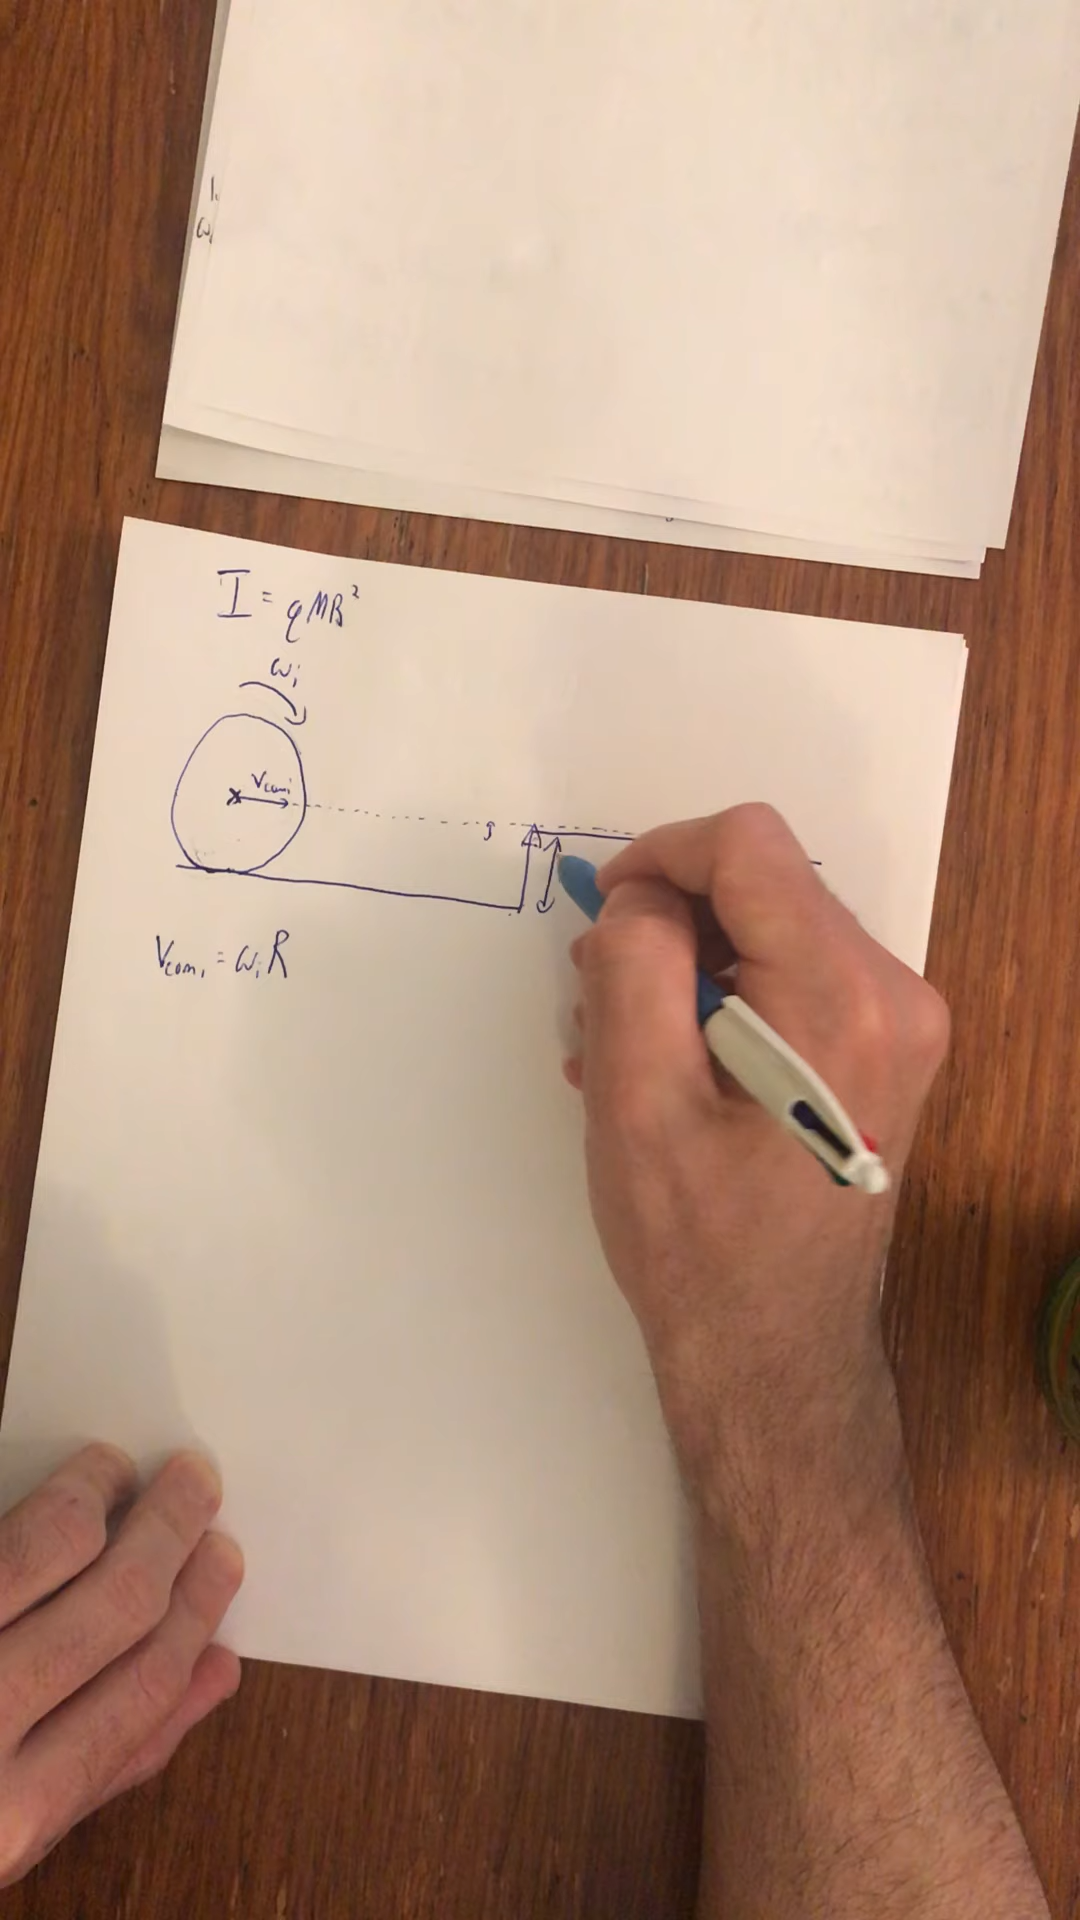 I = qMR²
ωᵢ
v_comᵢ
v_comᵢ = ωᵢR